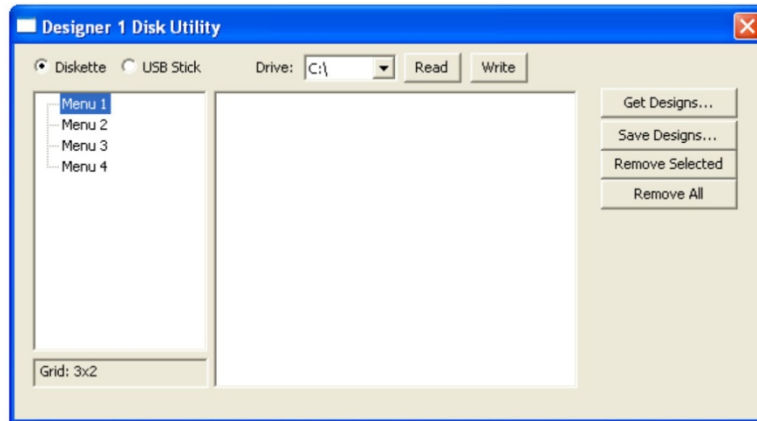 Designer 1 Disk Utility
Diskette USB Stick Drive: C:\ Read Write
Menu 1
Menu 2
Menu 3
Menu 4
Get Designs...
Save Designs...
Remove Selected
Remove All
Grid: 3x2